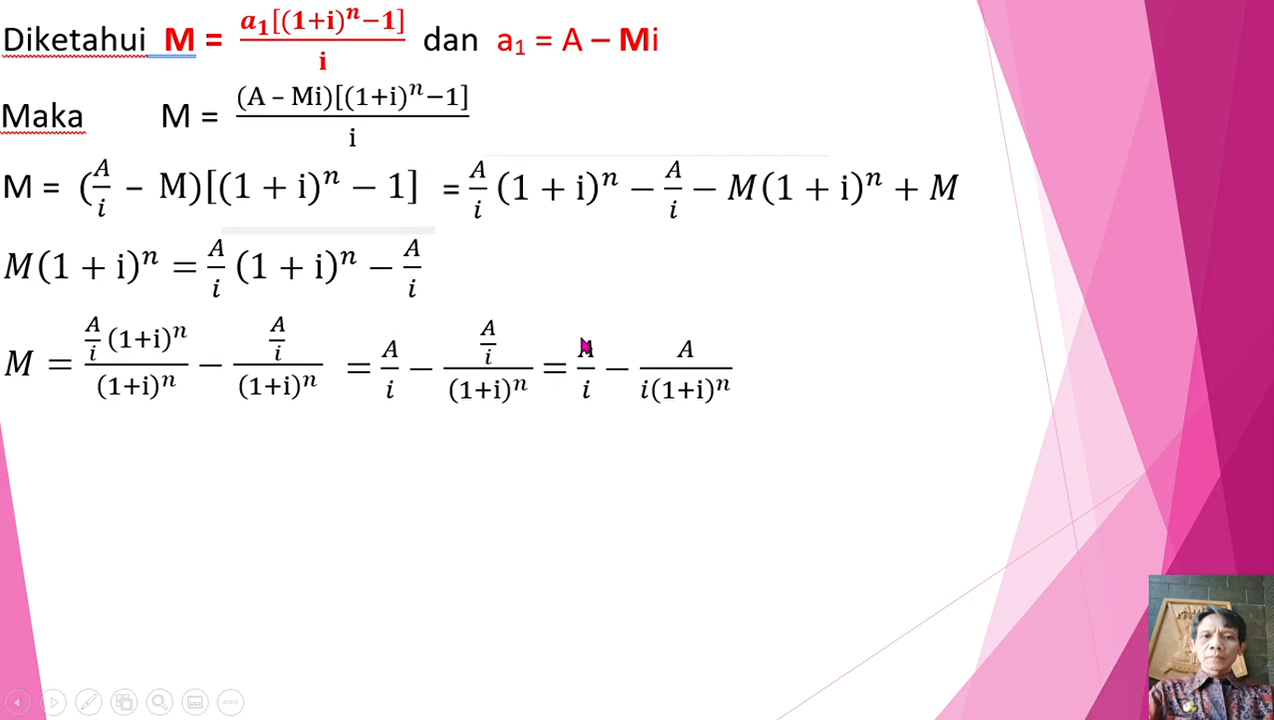 Diketahui M = a₁[(1+i)ⁿ−1]/i dan a₁ = A – Mi
Maka M = (A – Mi)[(1+i)ⁿ−1]/i
M = (A/i – M)[(1 + i)ⁿ − 1] = A/i (1 + i)ⁿ − A/i − M(1 + i)ⁿ + M
M(1 + i)ⁿ = A/i (1 + i)ⁿ − A/i
M = A/i (1+i)ⁿ/(1+i)ⁿ − A/i/(1+i)ⁿ = A/i − A/i/(1+i)ⁿ = A/i − A/i(1+i)ⁿ